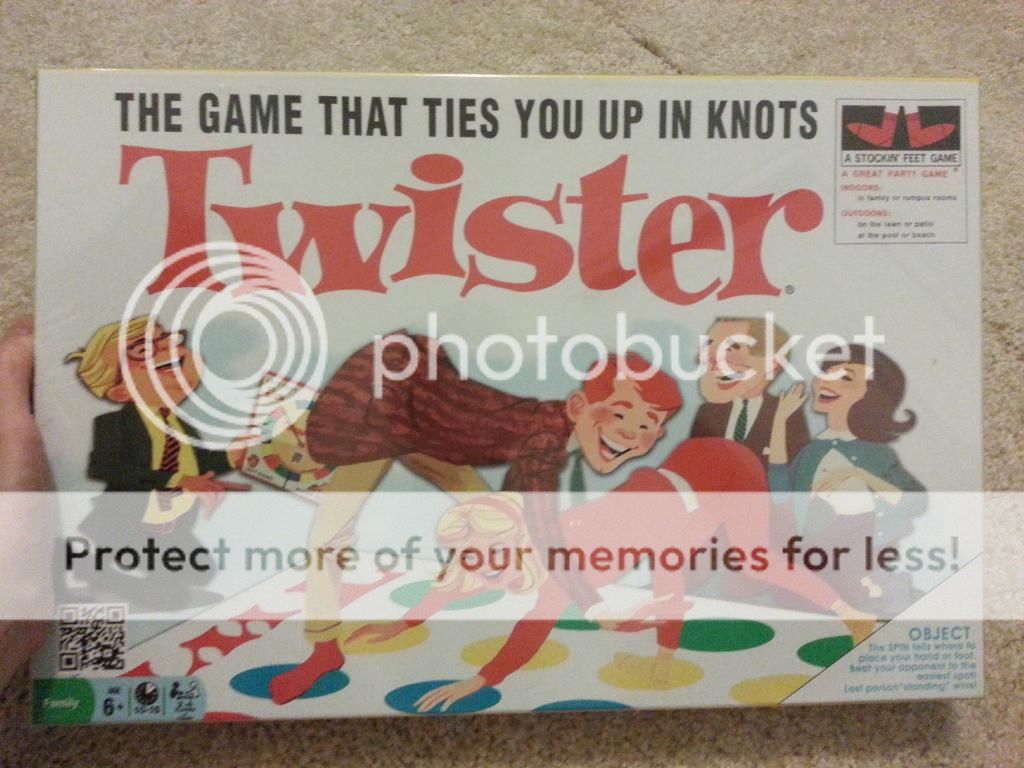 THE GAME THAT TIES YOU UP IN KNOTS
Twister®
A STOCKIN' FEET GAME
A GREAT PARTY GAME
INDOORS:
in family or rumpus rooms
OUTDOORS:
on the lawn or patio
at the pool or beach
photobucket
Protect more of your memories for less!
OBJECT
The SPIN tells where to
place your hand or foot.
Beat your opponent to the
easiest spot!
Last person "standing" wins!
Family
AGE
6+